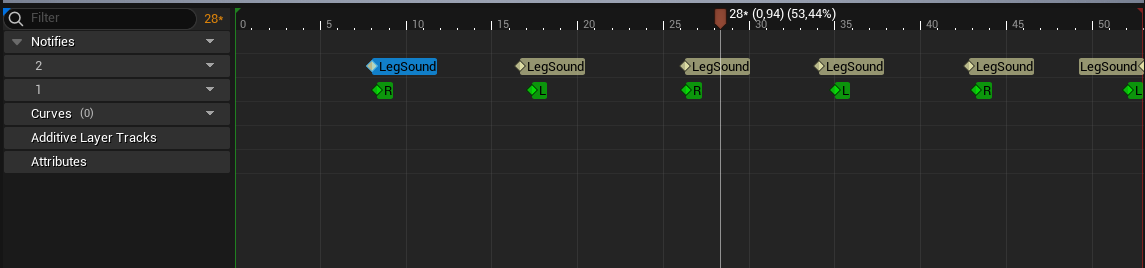 Filter 28*
28* (0,94) (53,44%)
0 5 10 15 20 25 30 35 40 45 50
Notifies
2 LegSound LegSound LegSound LegSound LegSound LegSound
1 R L R L R L
Curves (0)
Additive Layer Tracks
Attributes